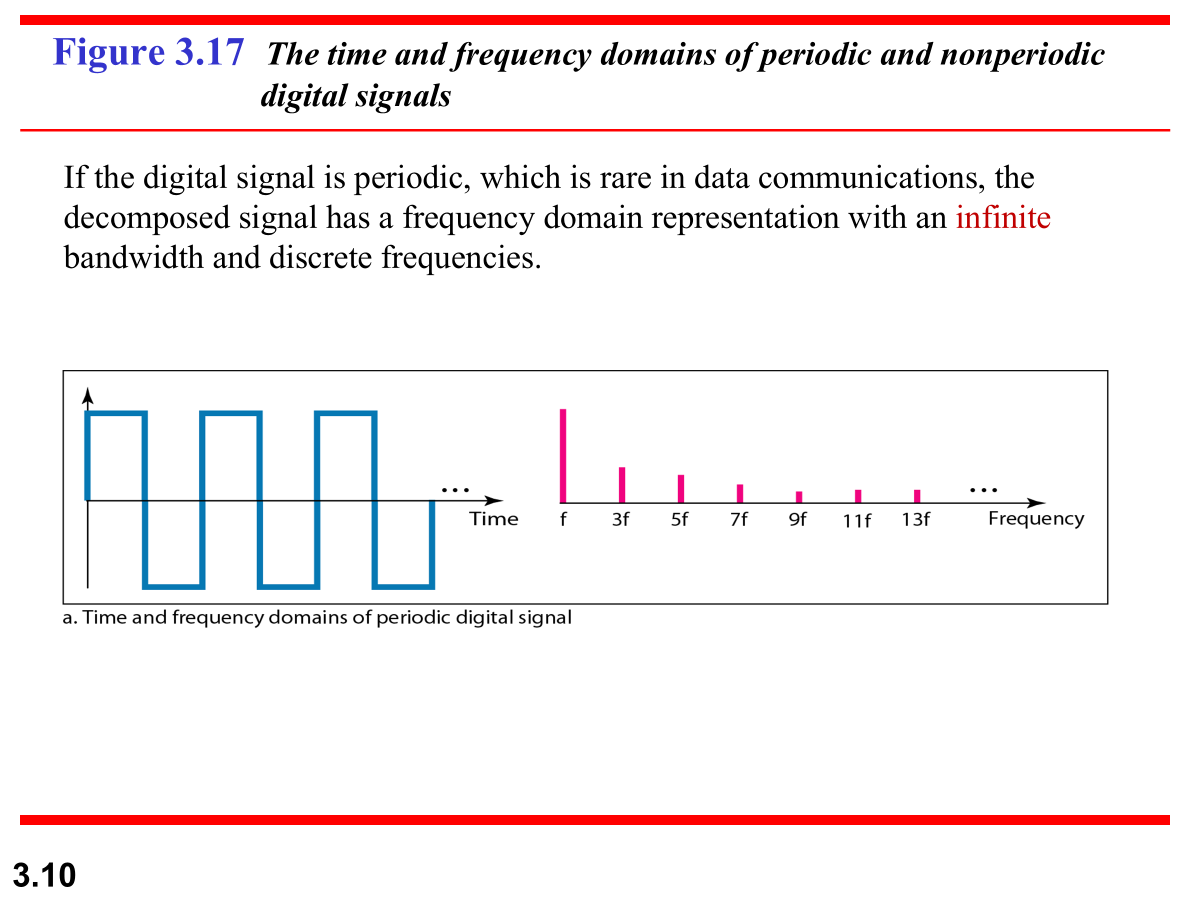 Figure 3.17 The time and frequency domains of periodic and nonperiodic
digital signals
If the digital signal is periodic, which is rare in data communications, the
decomposed signal has a frequency domain representation with an infinite
bandwidth and discrete frequencies.
...
...
Time
f 3f 5f 7f 9f 11f 13f
Frequency
a. Time and frequency domains of periodic digital signal
3.10